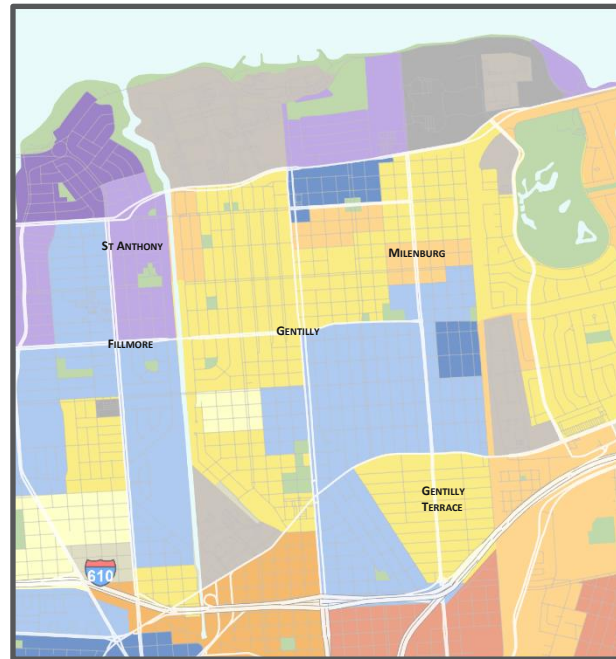 ST ANTHONY
MILENBURG
GENTILLY
FILLMORE
GENTILLY
TERRACE
610